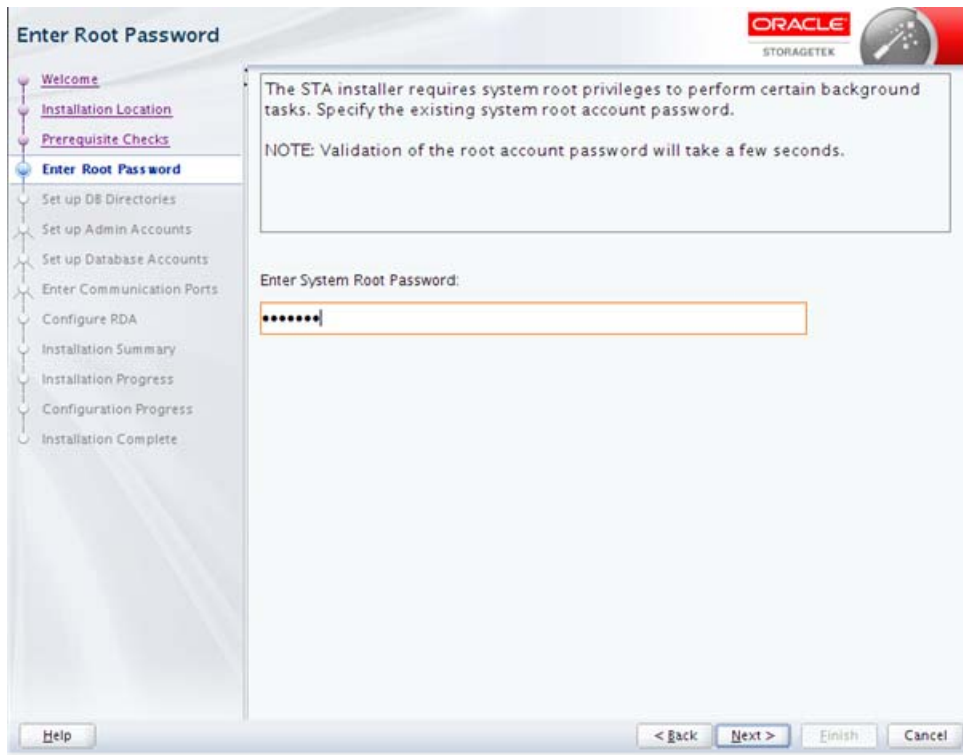 Enter Root Password
ORACLE
STORAGETEK
Welcome
Installation Location
Prerequisite Checks
Enter Root Password
Set up DB Directories
Set up Admin Accounts
Set up Database Accounts
Enter Communication Ports
Configure RDA
Installation Summary
Installation Progress
Configuration Progress
Installation Complete
The STA installer requires system root privileges to perform certain background
tasks. Specify the existing system root account password.
NOTE: Validation of the root account password will take a few seconds.
Enter System Root Password:
•••••••
Help
< Back
Next >
Finish
Cancel